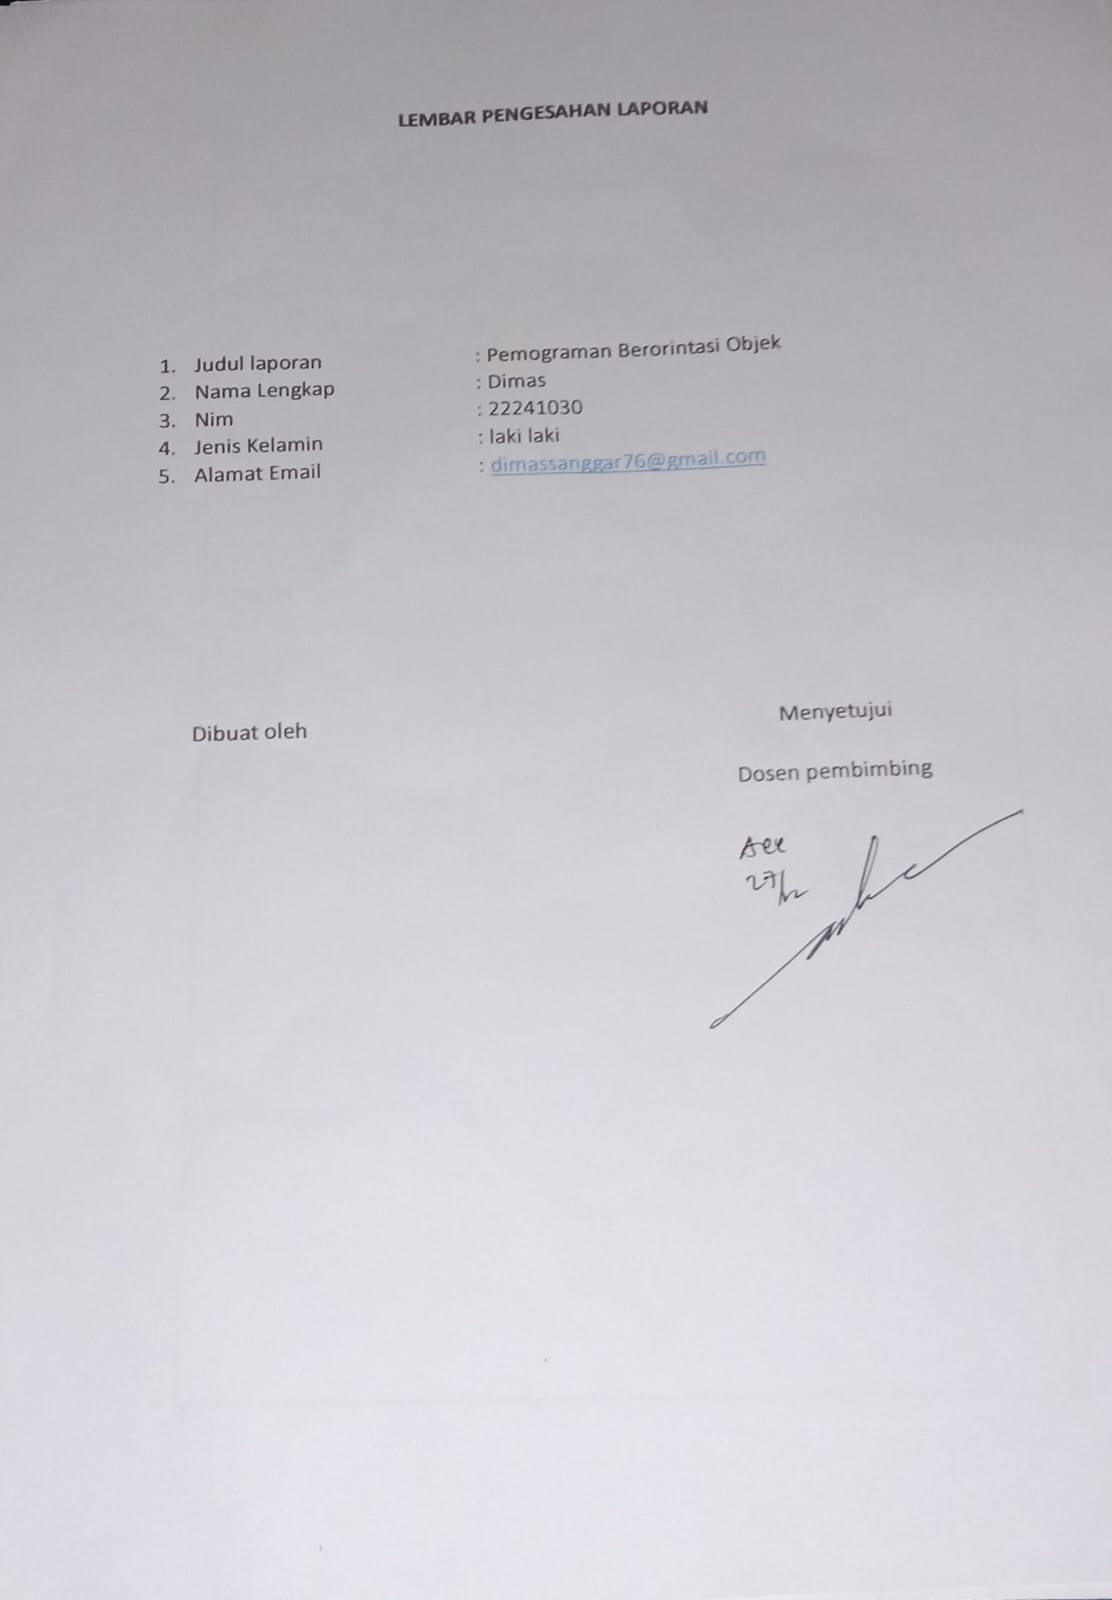 LEMBAR PENGESAHAN LAPORAN
1. Judul laporan : Pemograman Berorintasi Objek
2. Nama Lengkap : Dimas
3. Nim : 22241030
4. Jenis Kelamin : laki laki
5. Alamat Email : dimassanggar76@gmail.com
Menyetujui
Dibuat oleh
Dosen pembimbing
27/12